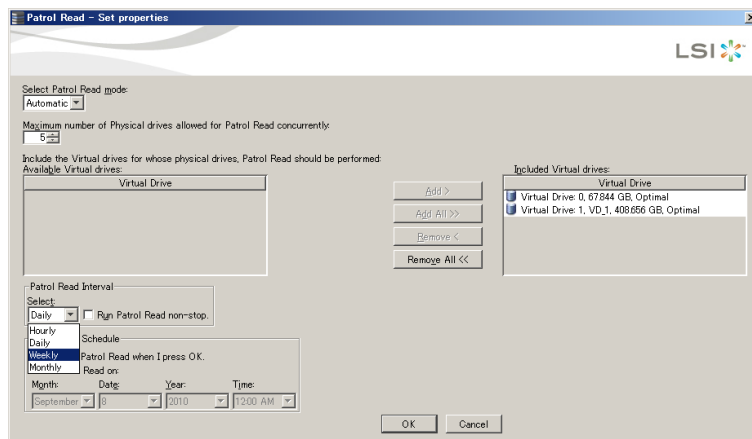 Patrol Read - Set properties
LSI
Select Patrol Read mode:
Automatic
Maximum number of Physical drives allowed for Patrol Read concurrently:
5
Include the Virtual drives for whose physical drives, Patrol Read should be performed:
Available Virtual drives:
Virtual Drive
Add >
Add All >>
Remove <
Remove All <<
Included Virtual drives:
Virtual Drive
Virtual Drive: 0, 67.844 GB, Optimal
Virtual Drive: 1, VD_1, 408.656 GB, Optimal
Patrol Read Interval
Select:
Daily
Run Patrol Read non-stop.
Hourly
Daily
Weekly
Monthly
Schedule
Patrol Read when I press OK.
Read on:
Month: Date: Year: Time:
September 8 2010 12:00 AM
OK Cancel